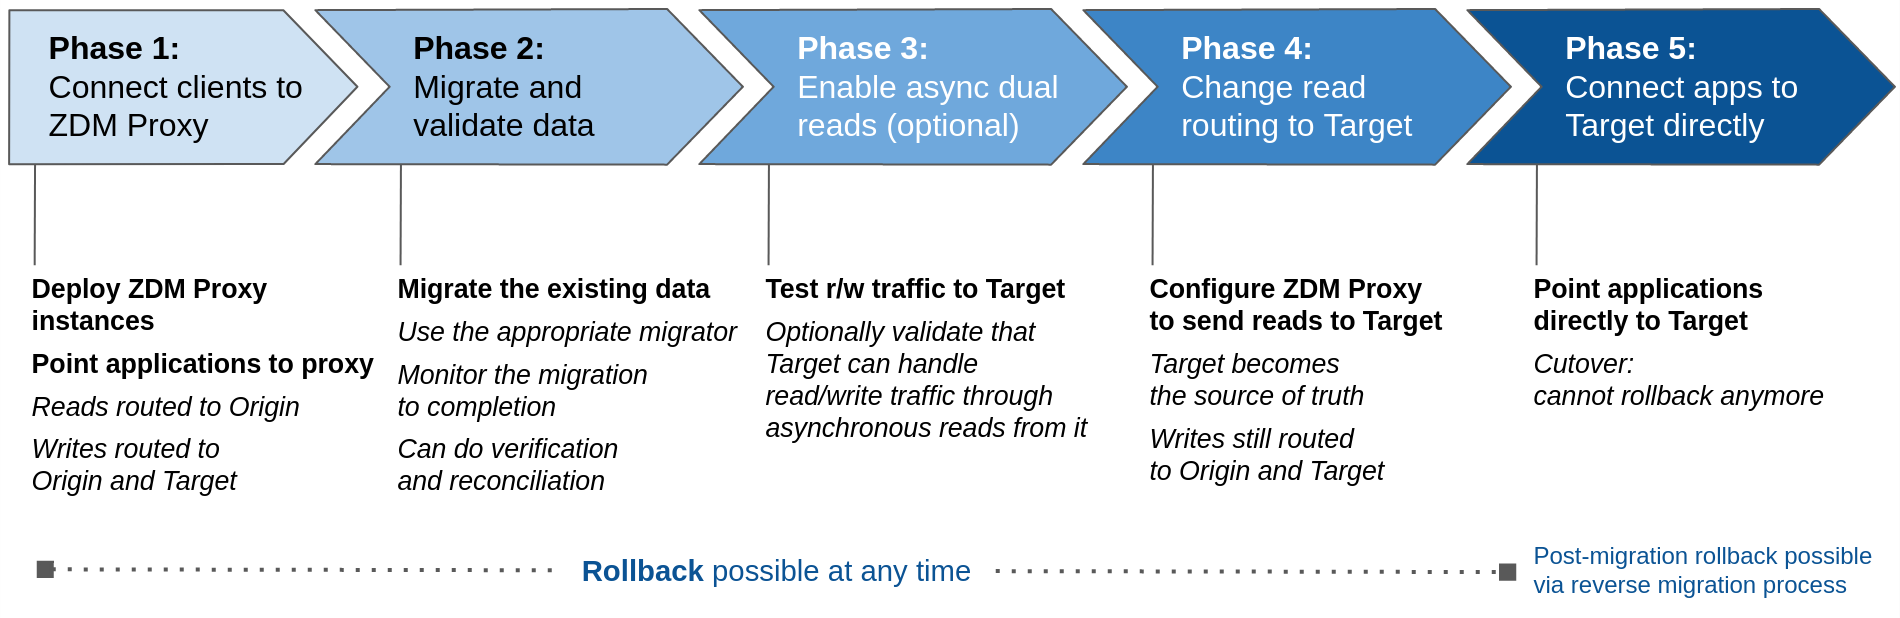 Phase 1:
Connect clients to
ZDM Proxy
Phase 2:
Migrate and
validate data
Phase 3:
Enable async dual
reads (optional)
Phase 4:
Change read
routing to Target
Phase 5:
Connect apps to
Target directly
Deploy ZDM Proxy
instances
Point applications to proxy
Reads routed to Origin
Writes routed to
Origin and Target
Migrate the existing data
Use the appropriate migrator
Monitor the migration
to completion
Can do verification
and reconciliation
Test r/w traffic to Target
Optionally validate that
Target can handle
read/write traffic through
asynchronous reads from it
Configure ZDM Proxy
to send reads to Target
Target becomes
the source of truth
Writes still routed
to Origin and Target
Point applications
directly to Target
Cutover:
cannot rollback anymore
Rollback possible at any time
Post-migration rollback possible
via reverse migration process